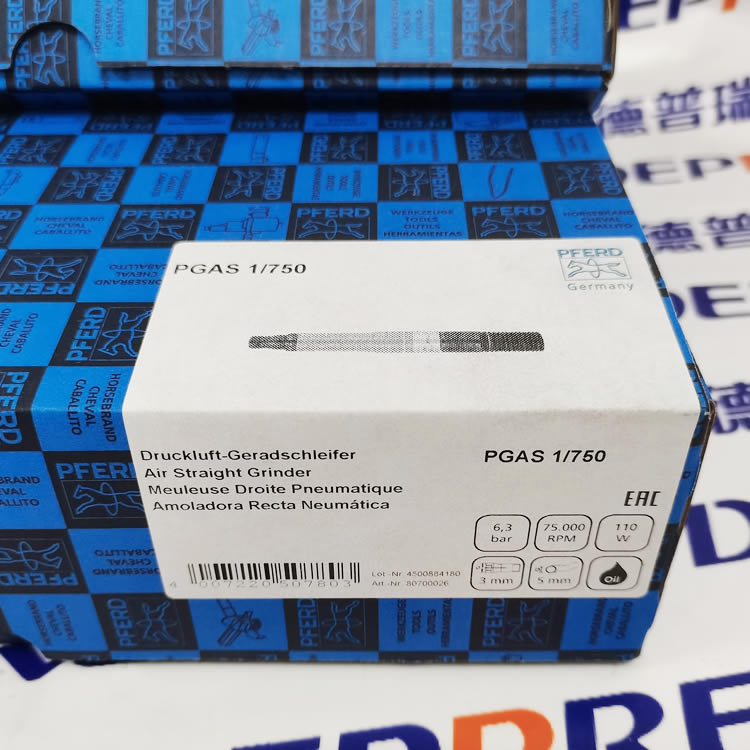 PGAS 1/750
PFERD
Germany
Druckluft-Geradschleifer
Air Straight Grinder
Meuleuse Droite Pneumatique
Amoladora Recta Neumática
PGAS 1/750
EAC
6,3
bar
75.000
RPM
110
W
3 mm
5 mm
Oil
4 007220 507803
Lot.-Nr. 4500884180
Art.-Nr. 80700026
PFERD
HORSEBRAND
CHEVAL
CABALLITO
WERKZEUGE
TOOLS
OUTILS
HERRAMIENTAS
德普瑞
DEPPRE